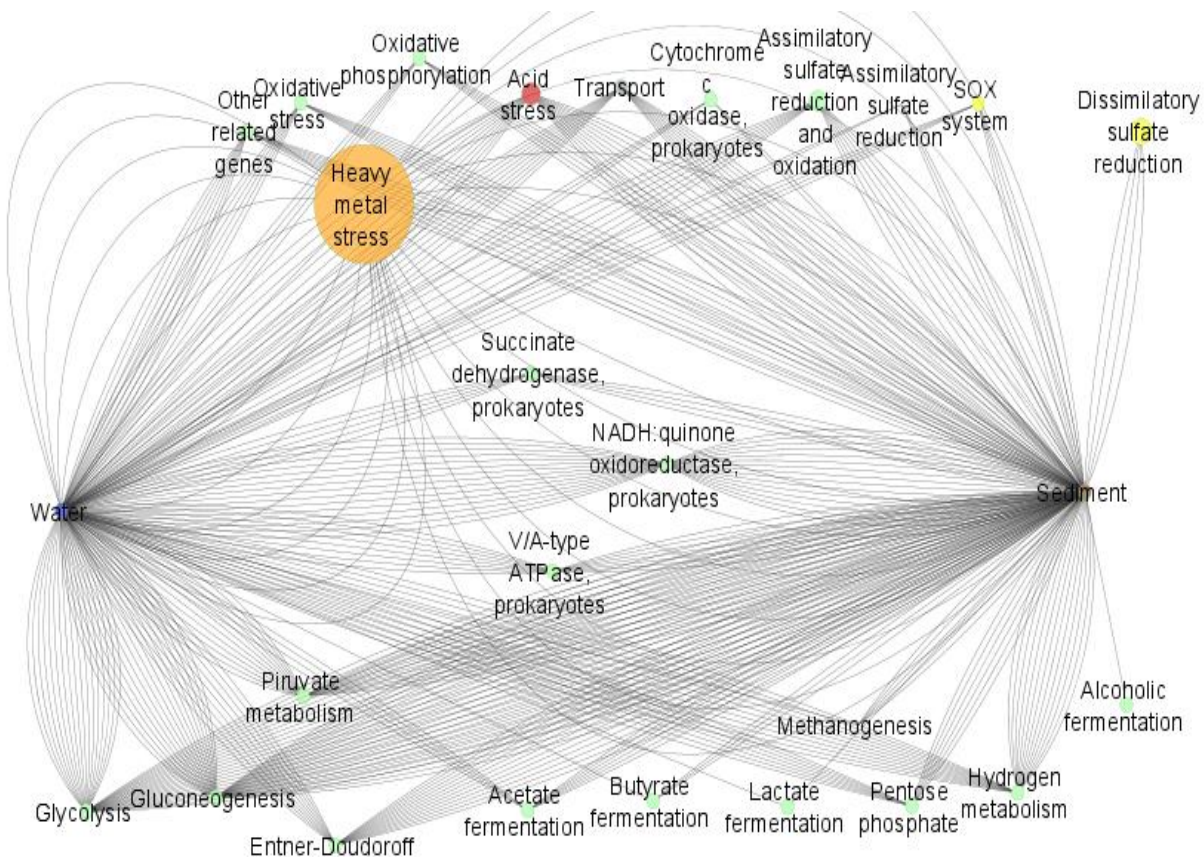 Oxidative
phosphorylation
Oxidative
stress
Other
related
genes
Heavy
metal
stress
Acid
stress
Transport
Cytochrome
c
oxidase,
prokaryotes
Assimilatory
sulfate
reduction
and
oxidation
Assimilatory
sulfate
reduction
SOX
system
Dissimilatory
sulfate
reduction
Succinate
dehydrogenase,
prokaryotes
NADH:quinone
oxidoreductase,
prokaryotes
Water
Sediment
V/A-type
ATPase,
prokaryotes
Piruvate
metabolism
Methanogenesis
Alcoholic
fermentation
Glycolysis
Gluconeogenesis
Entner-Doudoroff
Acetate
fermentation
Butyrate
fermentation
Lactate
fermentation
Pentose
phosphate
Hydrogen
metabolism